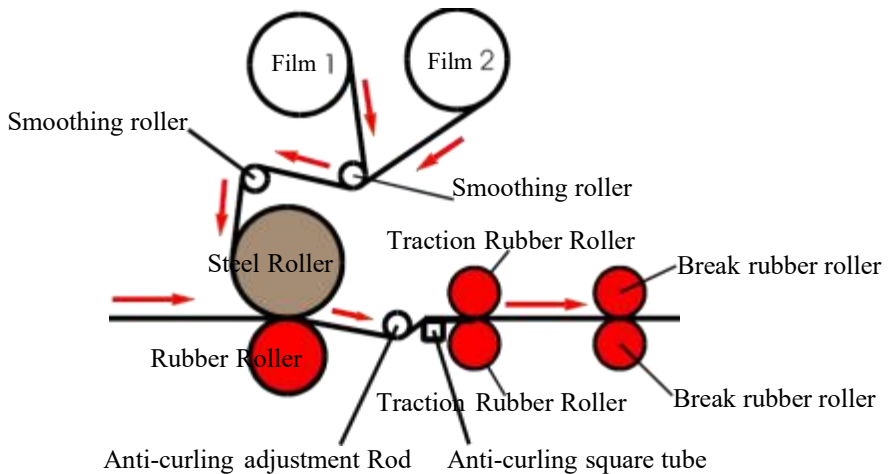 Film 1
Film 2
Smoothing roller
Smoothing roller
Traction Rubber Roller
Steel Roller
Break rubber roller
Rubber Roller
Traction Rubber Roller
Break rubber roller
Anti-curling adjustment Rod
Anti-curling square tube